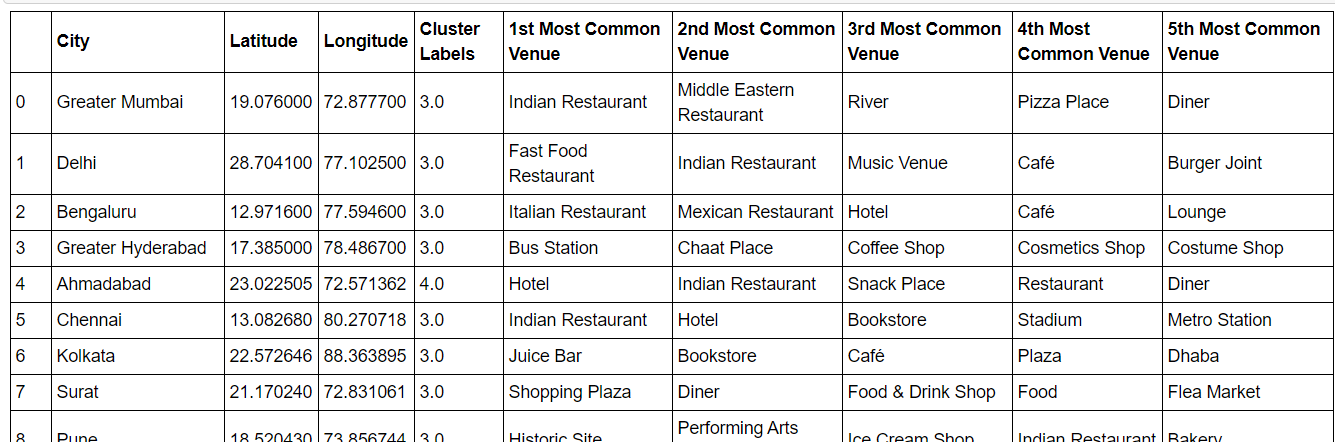 City Latitude Longitude Cluster Labels 1st Most Common Venue 2nd Most Common Venue 3rd Most Common Venue 4th Most Common Venue 5th Most Common Venue
0 Greater Mumbai 19.076000 72.877700 3.0 Indian Restaurant Middle Eastern Restaurant River Pizza Place Diner
1 Delhi 28.704100 77.102500 3.0 Fast Food Restaurant Indian Restaurant Music Venue Café Burger Joint
2 Bengaluru 12.971600 77.594600 3.0 Italian Restaurant Mexican Restaurant Hotel Café Lounge
3 Greater Hyderabad 17.385000 78.486700 3.0 Bus Station Chaat Place Coffee Shop Cosmetics Shop Costume Shop
4 Ahmadabad 23.022505 72.571362 4.0 Hotel Indian Restaurant Snack Place Restaurant Diner
5 Chennai 13.082680 80.270718 3.0 Indian Restaurant Hotel Bookstore Stadium Metro Station
6 Kolkata 22.572646 88.363895 3.0 Juice Bar Bookstore Café Plaza Dhaba
7 Surat 21.170240 72.831061 3.0 Shopping Plaza Diner Food & Drink Shop Food Flea Market
8 Pune 18.520430 73.856744 3.0 Historic Site Performing Arts Ice Cream Shop Indian Restaurant Bakery